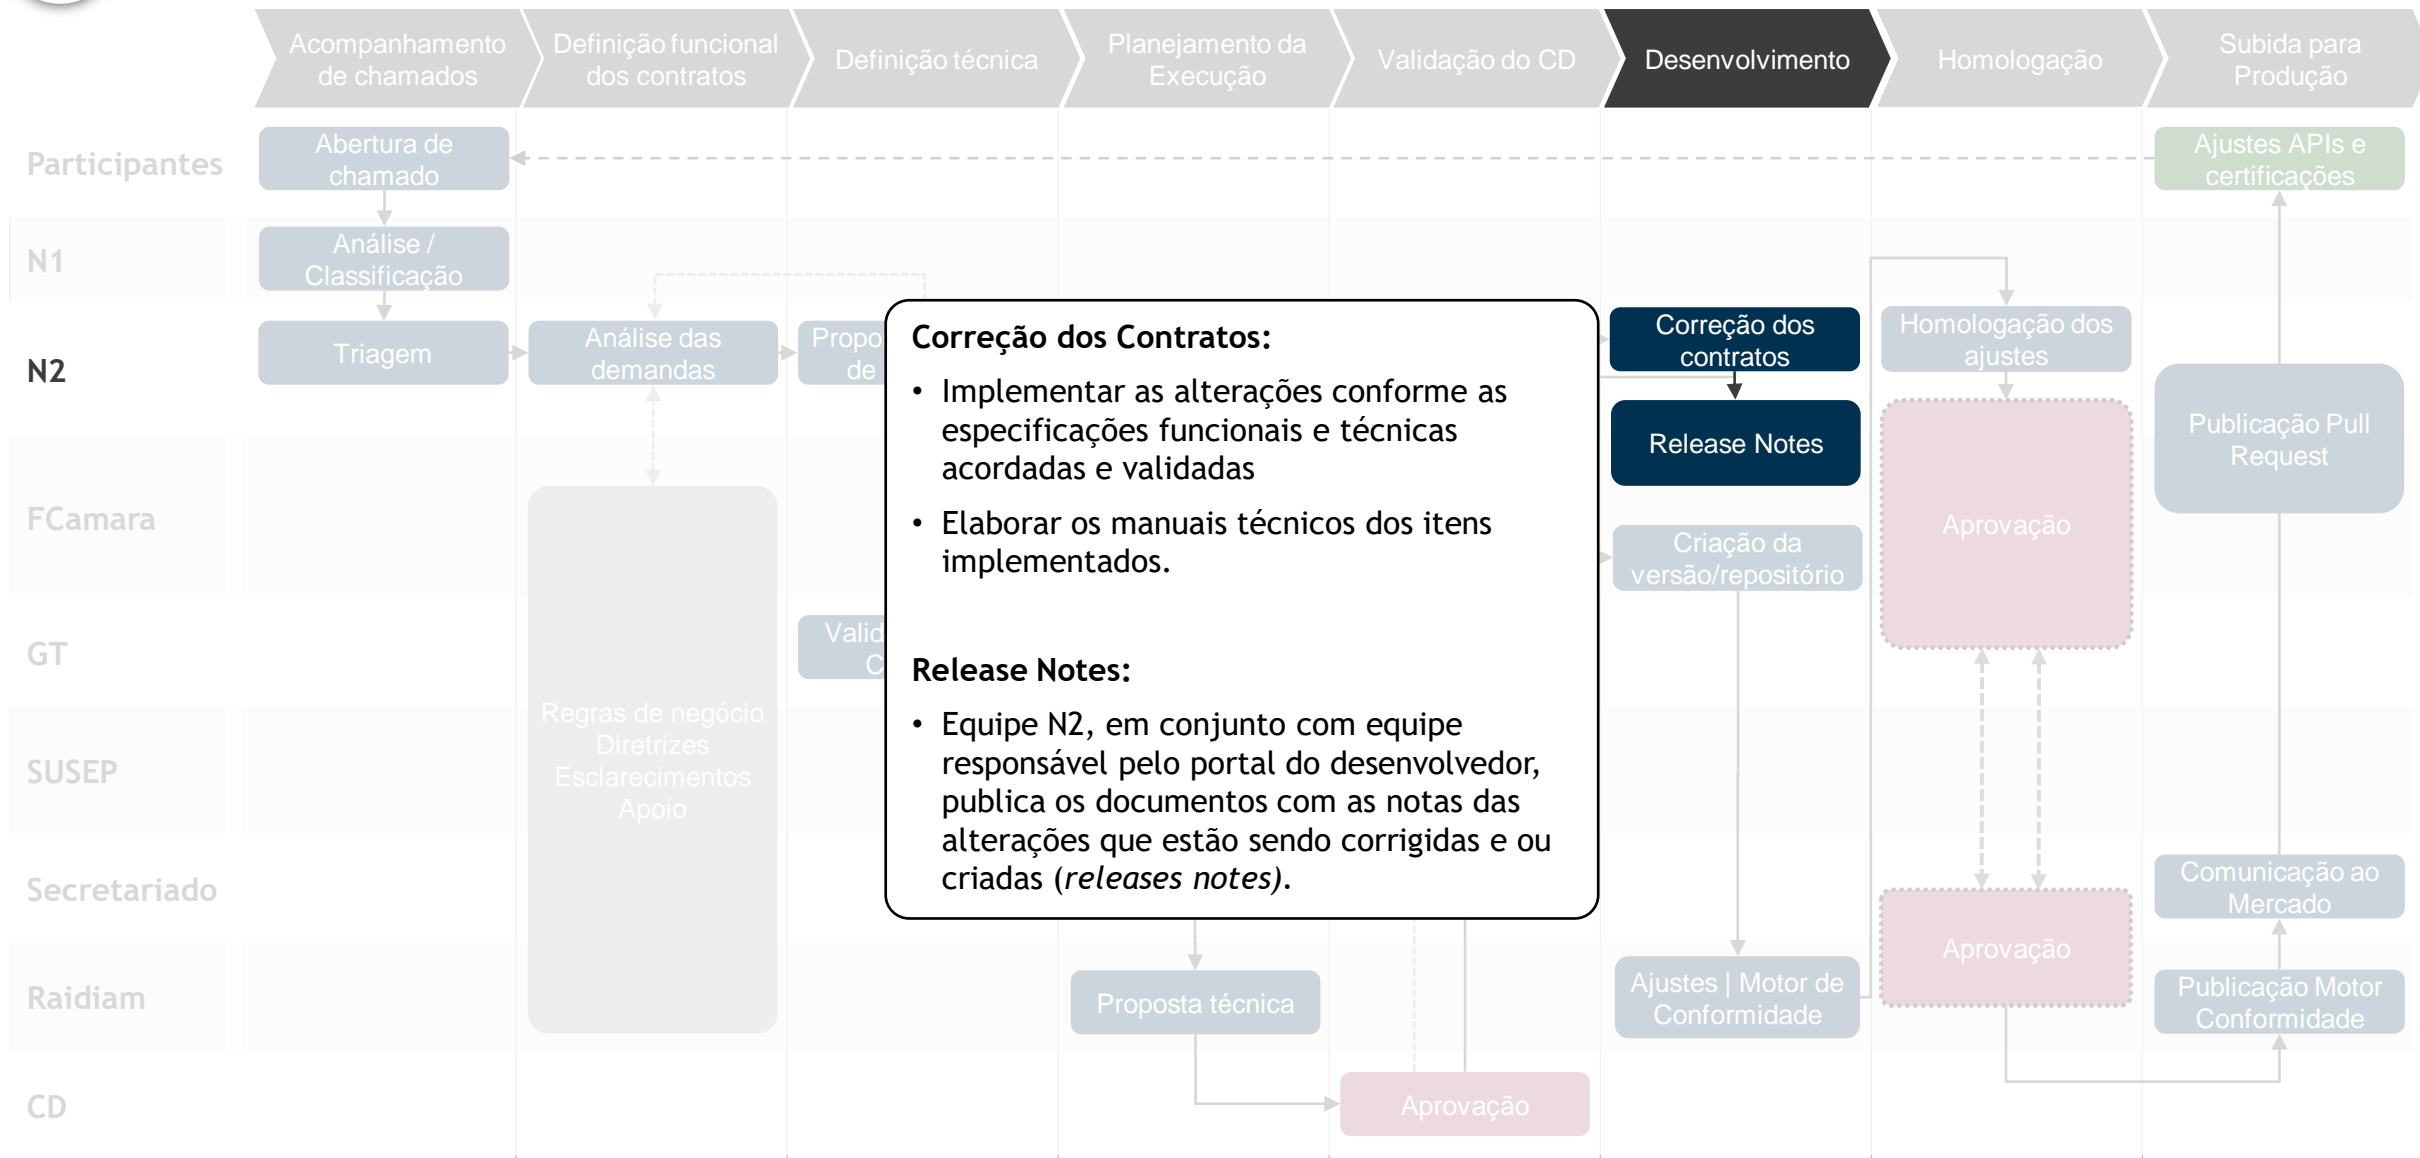 Acompanhamento
de chamados
Definição funcional
dos contratos
Definição técnica
Planejamento da
Execução
Validação do CD
Desenvolvimento
Homologação
Subida para
Produção
Participantes
Abertura de
chamado
Ajustes APIs e
certificações
N1
Análise /
Classificação
N2
Triagem
Análise das
demandas
de
Correção dos
contratos
Release Notes
Homologação dos
ajustes
Aprovação
Publicação Pull
Request
Correção dos Contratos:
• Implementar as alterações conforme as
especificações funcionais e técnicas
acordadas e validadas
• Elaborar os manuais técnicos dos itens
implementados.
Release Notes:
• Equipe N2, em conjunto com equipe
responsável pelo portal do desenvolvedor,
publica os documentos com as notas das
alterações que estão sendo corrigidas e ou
criadas (releases notes).
FCamara
Criação da
versão/repositório
GT
Regras de negócio
Diretrizes
Esclarecimentos
Apoio
SUSEP
Secretariado
Comunicação ao
Mercado
Raidiam
Proposta técnica
Ajustes | Motor de
Conformidade
Aprovação
Publicação Motor
Conformidade
CD
Aprovação